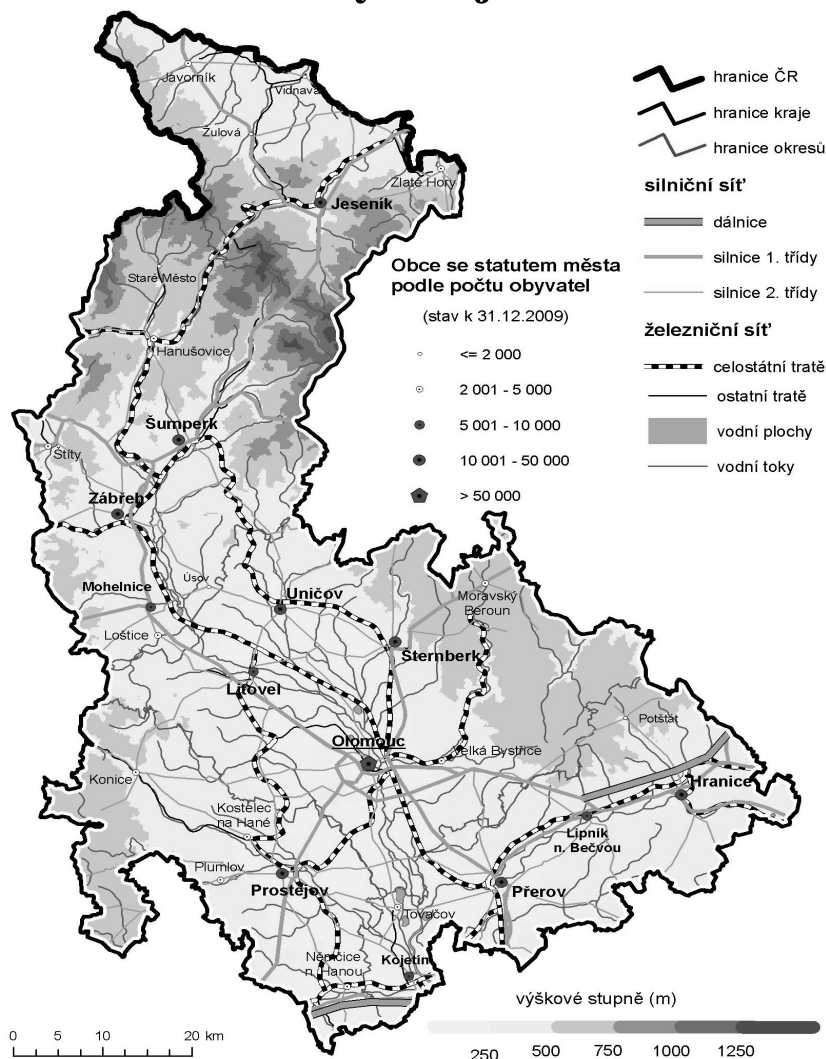 Javorník
Vidnava
Žulová
Zlaté Hory
Jeseník
Staré Město
Hanušovice
Šumperk
Štíty
Zábřeh
Mohelnice
Úsov
Uničov
Moravský
Beroun
Loštice
Šternberk
Litovel
Potštát
Olomouc
Velká Bystřice
Hranice
Konice
Kostelec
na Hané
Lipník
n. Bečvou
Plumlov
Prostějov
Přerov
Tovačov
Němčice
n. Hanou
Kojetín
hranice ČR
hranice kraje
hranice okresů
silniční síť
dálnice
silnice 1. třídy
silnice 2. třídy
železniční síť
celostátní tratě
ostatní tratě
vodní plochy
vodní toky
Obce se statutem města
podle počtu obyvatel
(stav k 31.12.2009)
<= 2 000
2 001 - 5 000
5 001 - 10 000
10 001 - 50 000
> 50 000
0 5 10 20 km
výškové stupně (m)
250 500 750 1000 1250